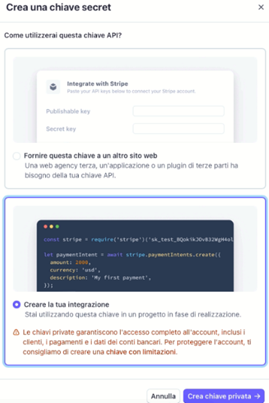 Crea una chiave secret
Come utilizzerai questa chiave API?
Integrate with Stripe
Paste your API keys below to connect your Stripe account.
Publishable key
Secret key
Fornire questa chiave a un altro sito web
Una web agency terza, un'applicazione o un plugin di terze parti ha
bisogno della tua chiave API.
const stripe = require('stripe')(
let paymentIntent = await stripe.paymentIntents.create({
amount: 2000,
currency: 'usd',
description: 'My first payment',
});
Creare la tua integrazione
Stai utilizzando questa chiave in un progetto in fase di realizzazione.
Le chiavi private garantiscono l'accesso completo all'account, inclusi i
clienti, i pagamenti e i dati dei conti bancari. Per proteggere l'account, ti
consigliamo di creare una chiave con limitazioni.
Annulla
Crea chiave privata →